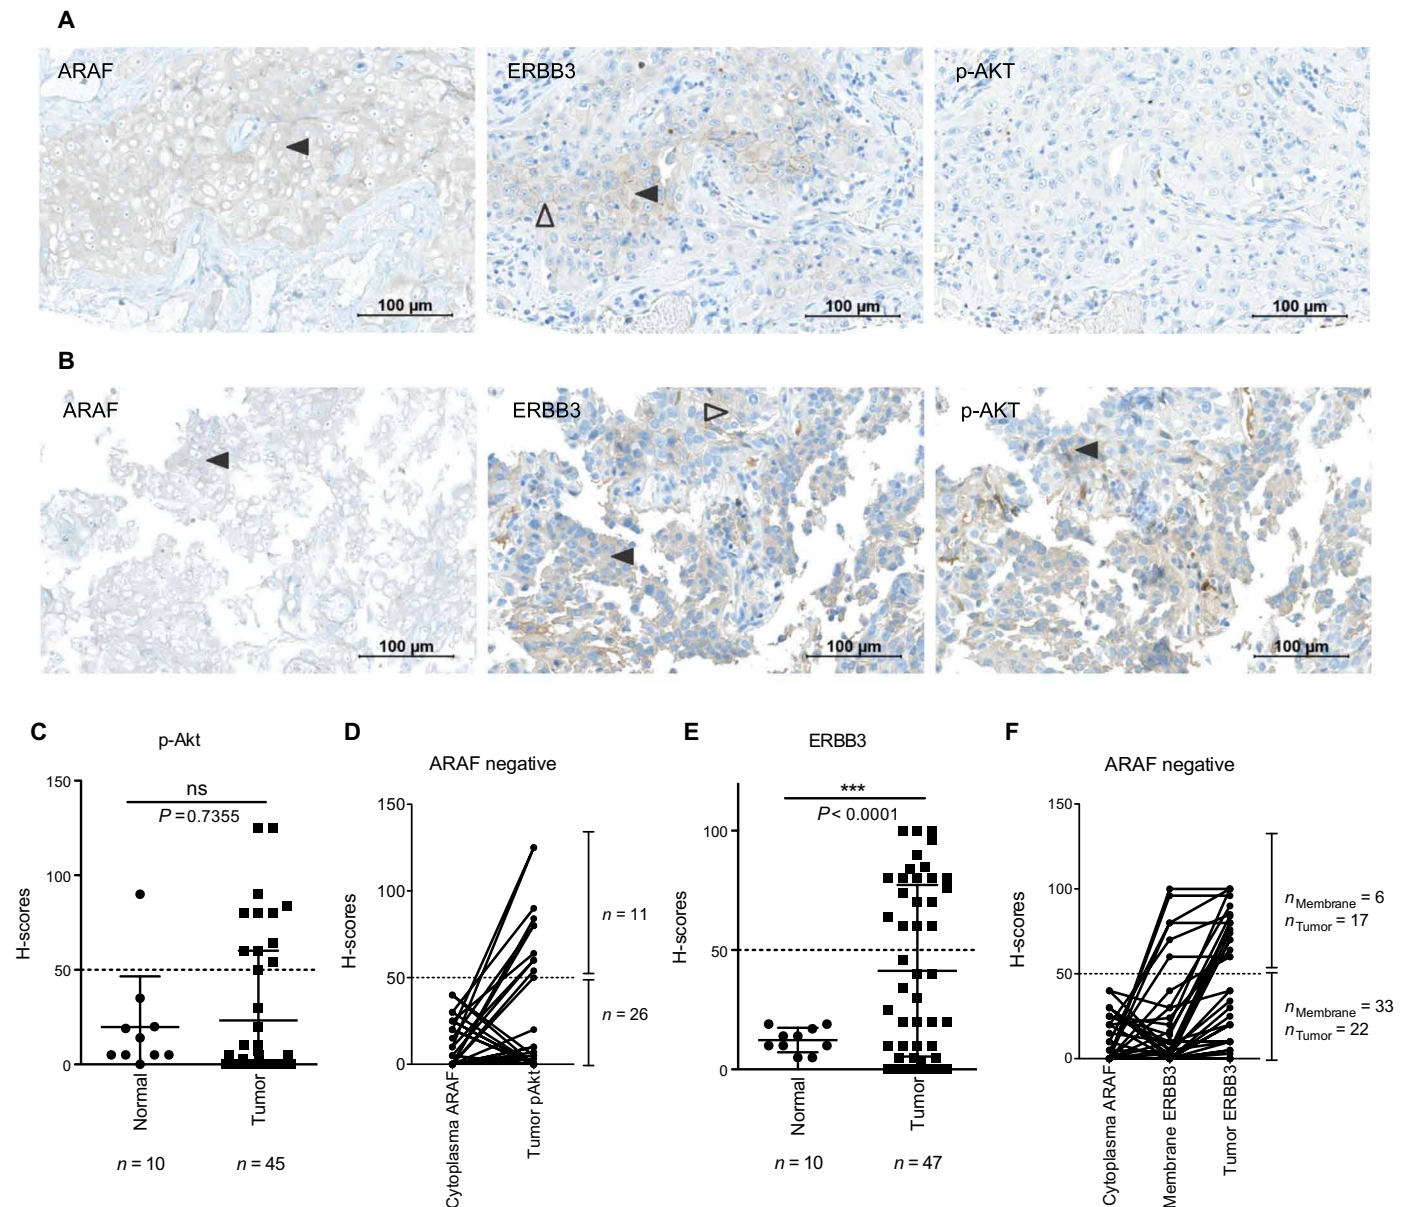 A
ARAF
ERBB3
p-AKT
100 µm
100 µm
100 µm
B
ARAF
ERBB3
p-AKT
100 µm
100 µm
100 µm
C
p-Akt
H-scores
150
100
50
0
ns
P = 0.7355
Normal
Tumor
n = 10
n = 45
D
ARAF negative
H-scores
150
100
50
0
n = 11
n = 26
Cytoplasma ARAF
Tumor pAkt
E
ERBB3
H-scores
100
50
0
***
P < 0.0001
Normal
Tumor
n = 10
n = 47
F
ARAF negative
H-scores
150
100
50
0
nMembrane = 6
nTumor = 17
nMembrane = 33
nTumor = 22
Cytoplasma ARAF
Membrane ERBB3
Tumor ERBB3